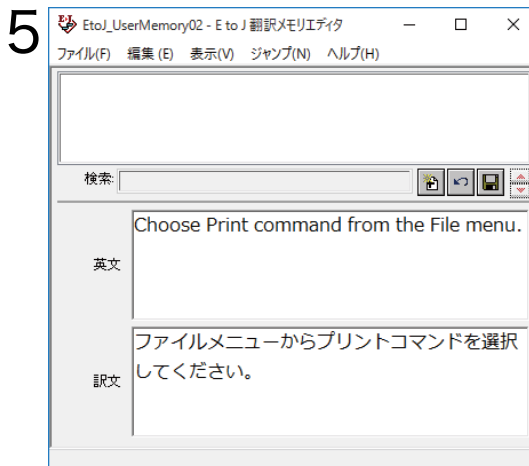 5
EtoJ_UserMemory02 - E to J 翻訳メモリエディタ
ファイル(F) 編集 (E) 表示(V) ジャンプ(N) ヘルプ(H)
検索:
英文
Choose Print command from the File menu.
訳文
ファイルメニューからプリントコマンドを選択
してください。